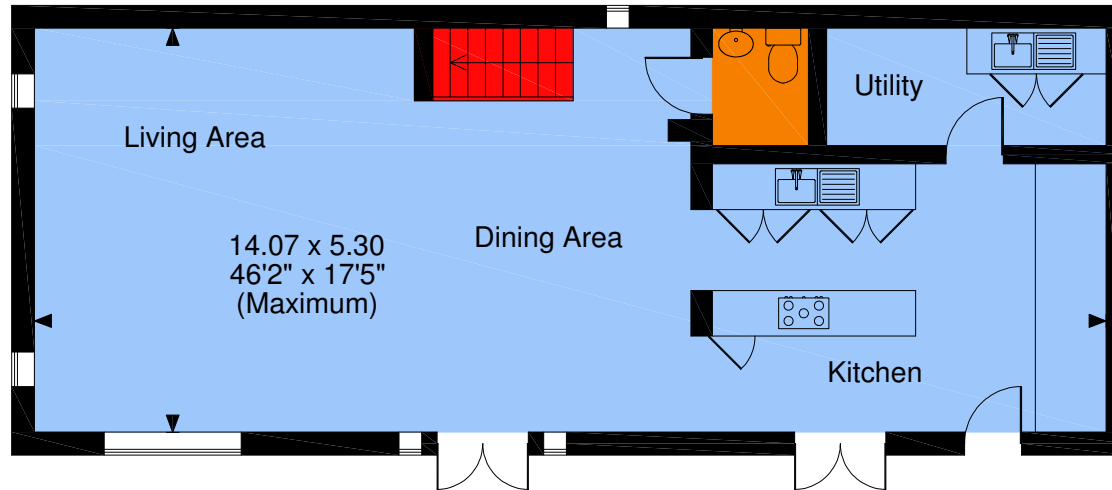 Utility
Living Area
Dining Area
14.07 x 5.30
46'2" x 17'5"
(Maximum)
Kitchen